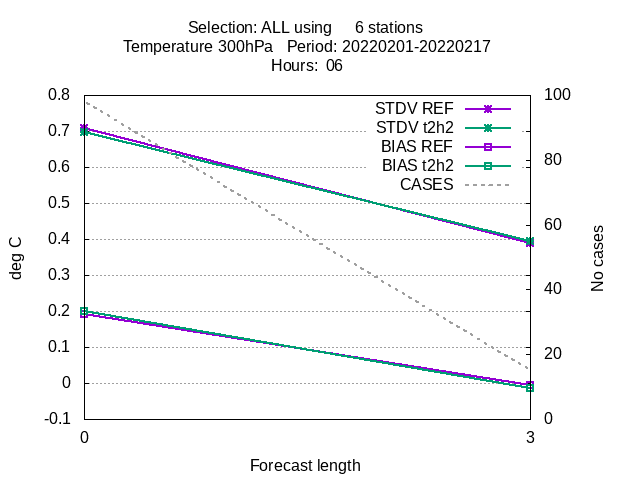 Selection: ALL using     6 stations
Temperature 300hPa   Period: 20220201-20220217
Hours:  06
deg C
0.8
0.7
0.6
0.5
0.4
0.3
0.2
0.1
0
-0.1
STDV REF
STDV t2h2
BIAS REF
BIAS t2h2
CASES
100
80
60
40
20
0
No cases
0
3
Forecast length